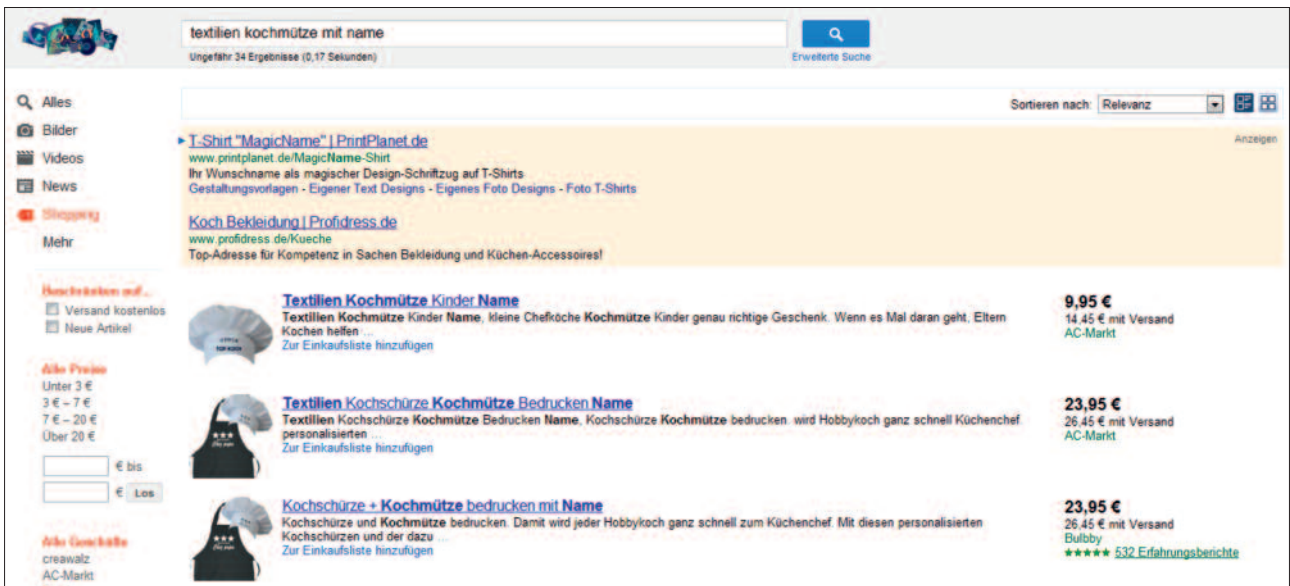 textilien kochmütze mit name
Ungefähr 34 Ergebnisse (0,17 Sekunden)
Erweiterte Suche
Alles
Bilder
Videos
News
Shopping
Mehr
Beschränken auf...
Versand kostenlos
Neue Artikel
Alle Preise
Unter 3 €
3 € – 7 €
7 € – 20 €
Über 20 €
€ bis
€ Los
Alle Geschäfte
creawalz
AC-Markt
Sortieren nach: Relevanz
Anzeigen
T-Shirt "MagicName" | PrintPlanet.de
www.printplanet.de/MagicName-Shirt
Ihr Wunschname als magischer Design-Schriftzug auf T-Shirts
Gestaltungsvorlagen - Eigener Text Designs - Eigenes Foto Designs - Foto T-Shirts
Koch Bekleidung | Profidress.de
www.profidress.de/Kueche
Top-Adresse für Kompetenz in Sachen Bekleidung und Küchen-Accessoires!
Textilien Kochmütze Kinder Name
Textilien Kochmütze Kinder Name, kleine Chefköche Kochmütze Kinder genau richtige Geschenk. Wenn es Mal daran geht, Eltern
Kochen helfen ...
Zur Einkaufsliste hinzufügen
9,95 €
14,45 € mit Versand
AC-Markt
Textilien Kochschürze Kochmütze Bedrucken Name
Textilien Kochschürze Kochmütze Bedrucken Name, Kochschürze Kochmütze bedrucken. wird Hobbykoch ganz schnell Küchenchef.
personalisierten ...
Zur Einkaufsliste hinzufügen
23,95 €
26,45 € mit Versand
AC-Markt
Kochschürze + Kochmütze bedrucken mit Name
Kochschürze und Kochmütze bedrucken. Damit wird jeder Hobbykoch ganz schnell zum Küchenchef. Mit diesen personalisierten
Kochschürzen und der dazu ...
Zur Einkaufsliste hinzufügen
23,95 €
26,45 € mit Versand
Bulbby
532 Erfahrungsberichte